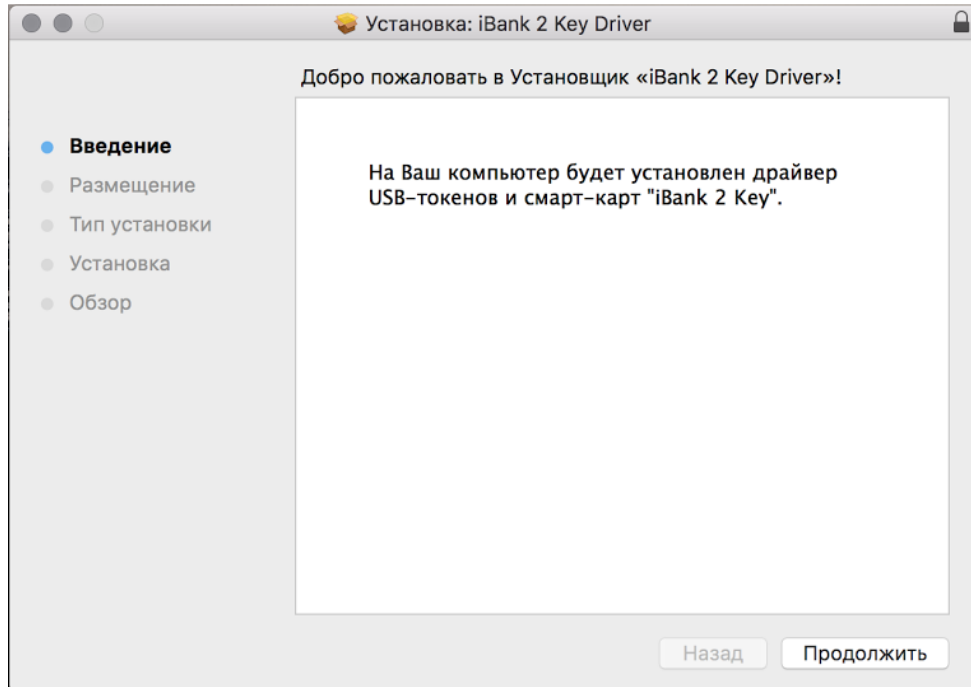 Установка: iBank 2 Key Driver
Добро пожаловать в Установщик «iBank 2 Key Driver»!
Введение
Размещение
Тип установки
Установка
Обзор
На Ваш компьютер будет установлен драйвер
USB-токенов и смарт-карт "iBank 2 Key".
Назад
Продолжить